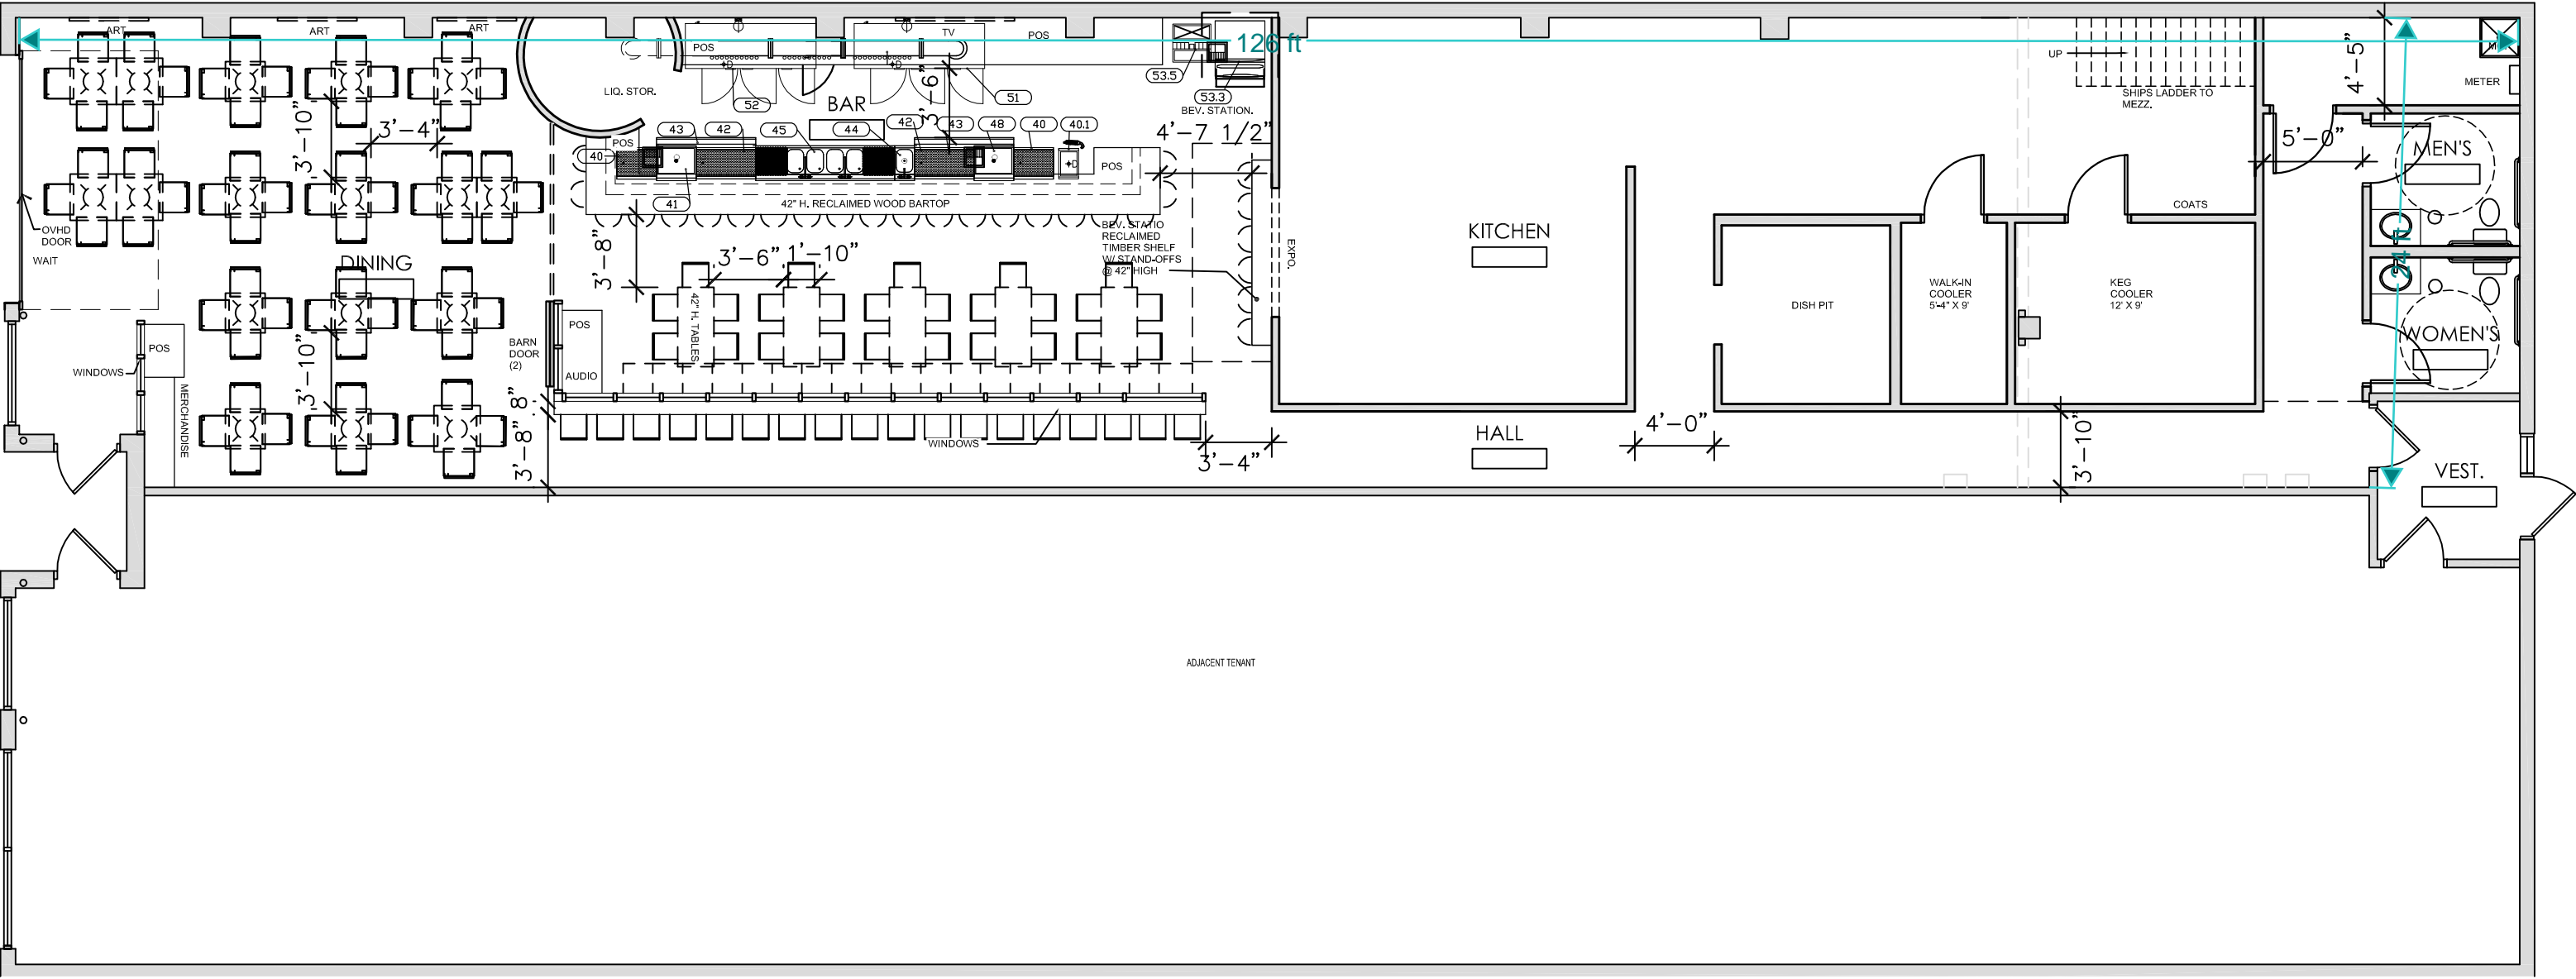 ART
ART
ART
126 ft
POS
TV
POS
UP
SHIPS LADDER TO
MEZZ.
4'-5"
METER
LIQ. STOR.
BAR
52
51
3'-6"
53.5
53.3
BEV. STATION.
3'-10"
3'-4"
POS
40
43
42
45
44
42
43
48
40
40.1
4'-7 1/2"
POS
41
42" H. RECLAIMED WOOD BARTOP
5'-0"
MEN'S
COATS
24 ft
OVHD
DOOR
WAIT
DINING
3'-8"
3'-6"
1'-10"
BEV. STATIO
RECLAIMED
TIMBER SHELF
W/ STAND-OFFS
@ 42" HIGH
EXPO.
KITCHEN
DISH PIT
WALK-IN
COOLER
5'-4" X 9'
KEG
COOLER
12' X 9'
WOMEN'S
42" H. TABLES
POS
WINDOWS
MERCHANDISE
3'-10"
BARN
DOOR
(2)
POS
AUDIO
8"
3'-8"
WINDOWS
3'-4"
HALL
4'-0"
3'-10"
VEST.
ADJACENT TENANT